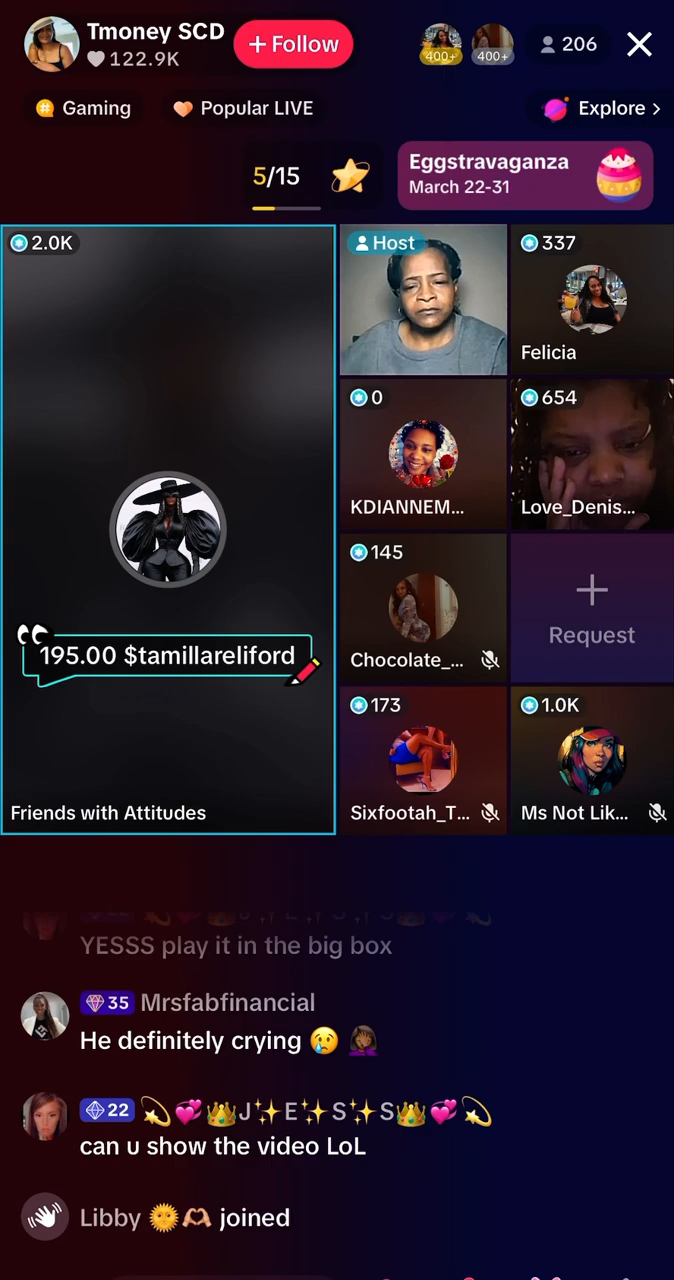 Tmoney SCD
122.9K
+ Follow
400+
400+
206
Gaming
Popular LIVE
Explore >
5/15
Eggstravaganza
March 22-31
2.0K
Host
337
Felicia
0
654
KDIANNEM...
Love_Denis...
145
Request
Chocolate_...
195.00 $tamillareliford
173
1.0K
Friends with Attitudes
Sixfootah_T...
Ms Not Lik...
YESSS play it in the big box
35 Mrsfabfinancial
He definitely crying 😢 🤦🏾‍♀️
22 💫💞👑J✨E✨S✨S👑💞💫
can u show the video LoL
Libby 🌞🫶🏼 joined